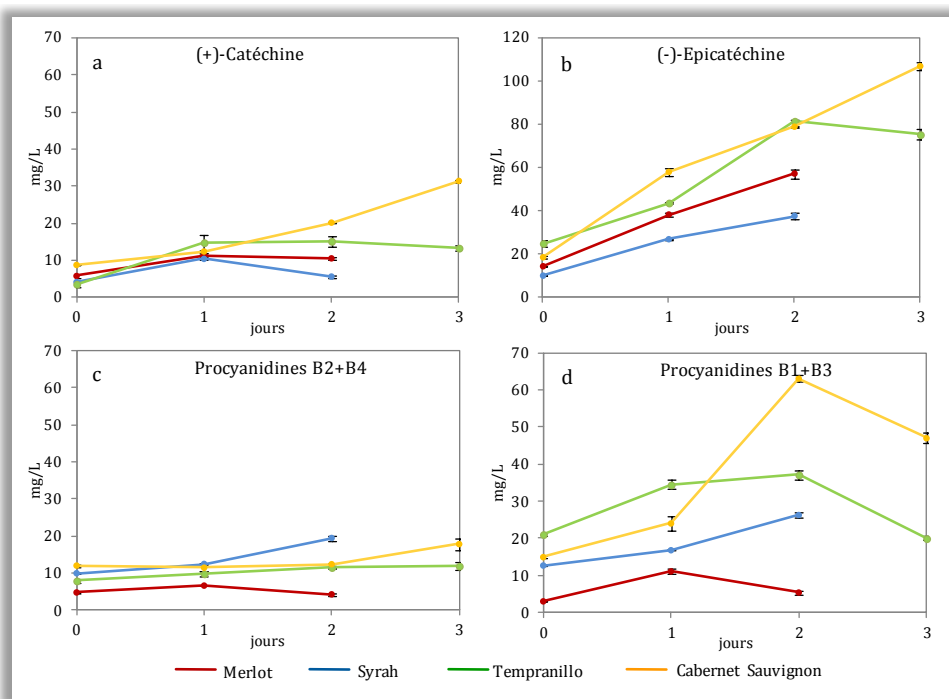 a
(+)-Catéchine
70
60
50
40
30
20
10
0
mg/L
0 1 2 3
jours
b
(-)-Epicatéchine
120
100
80
60
40
20
0
mg/L
0 1 2 3
jours
c
Procyanidines B2+B4
70
60
50
40
30
20
10
0
mg/L
0 1 2 3
jours
d
Procyanidines B1+B3
70
60
50
40
30
20
10
0
mg/L
0 1 2 3
jours
Merlot Syrah Tempranillo Cabernet Sauvignon